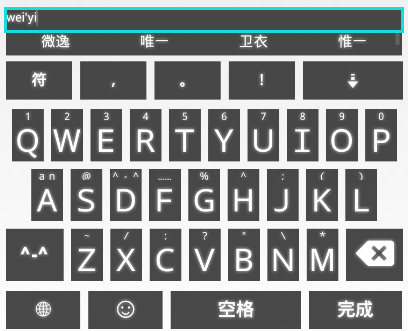 wei'yi
微逸 唯一 卫衣 惟一
符 , 。 !
1 2 3 4 5 6 7 8 9 0
Q W E R T Y U I O P
an @ ^-^ ...... % ^ : ( )
A S D F G H J K L
~ / : ? " \ *
^-^ Z X C V B N M
空格 完成